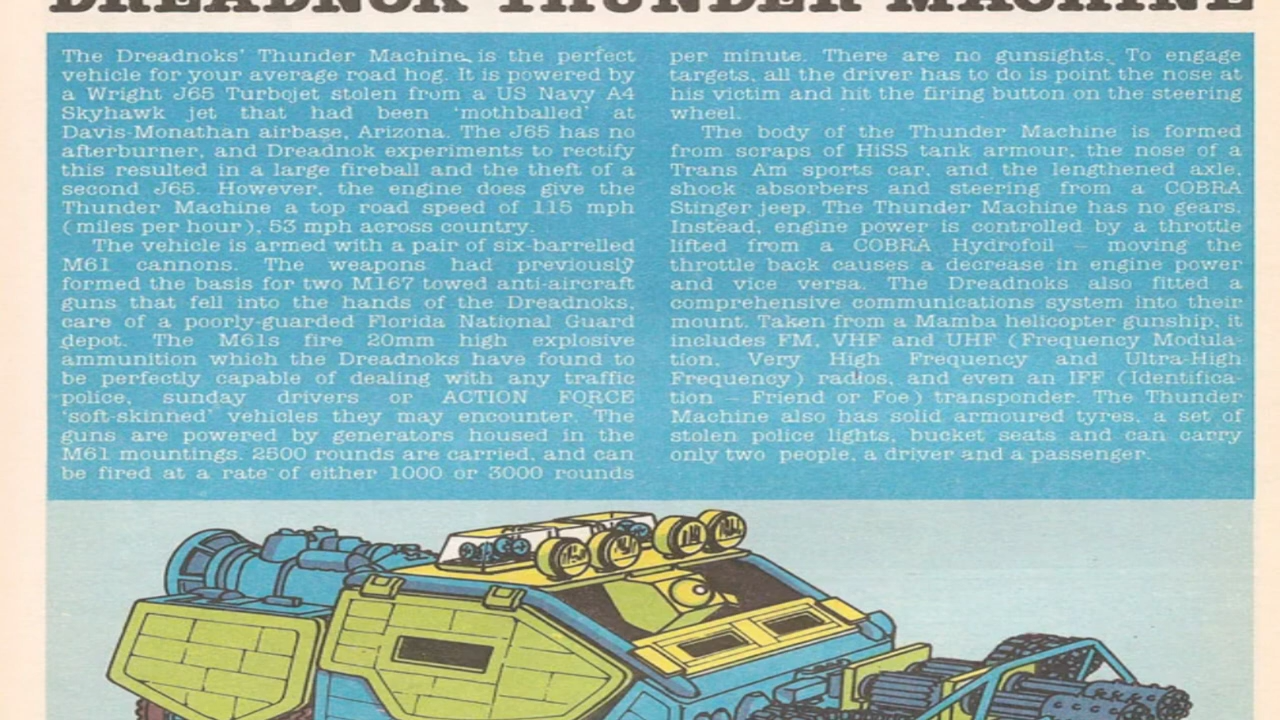 DREADNOK THUNDER MACHINE
The Dreadnoks' Thunder Machine is the perfect
vehicle for your average road hog. It is powered by
a Wright J65 Turbojet stolen from a US Navy A4
Skyhawk jet that had been 'mothballed' at
Davis-Monathan airbase, Arizona. The J65 has no
afterburner, and Dreadnok experiments to rectify
this resulted in a large fireball and the theft of a
second J65. However, the engine does give the
Thunder Machine a top road speed of 115 mph
(miles per hour), 53 mph across country.
The vehicle is armed with a pair of six-barrelled
M61 cannons. The weapons had previously
formed the basis for two M167 towed anti-aircraft
guns that fell into the hands of the Dreadnoks,
care of a poorly-guarded Florida National Guard
depot. The M61s fire 20mm high explosive
ammunition which the Dreadnoks have found to
be perfectly capable of dealing with any traffic
police, sunday drivers or ACTION FORCE
'soft-skinned' vehicles they may encounter. The
guns are powered by generators housed in the
M61 mountings. 2500 rounds are carried, and can
be fired at a rate of either 1000 or 3000 rounds
per minute. There are no gunsights. To engage
targets, all the driver has to do is point the nose at
his victim and hit the firing button on the steering
wheel.
The body of the Thunder Machine is formed
from scraps of HiSS tank armour, the nose of a
Trans Am sports car, and the lengthened axle,
shock absorbers and steering from a COBRA
Stinger jeep. The Thunder Machine has no gears.
Instead, engine power is controlled by a throttle
lifted from a COBRA Hydrofoil – moving the
throttle back causes a decrease in engine power
and vice versa. The Dreadnoks also fitted a
comprehensive communications system into their
mount. Taken from a Mamba helicopter gunship, it
includes FM, VHF and UHF (Frequency Modula-
tion, Very High Frequency and Ultra-High
Frequency) radios, and even an IFF (Identifica-
tion – Friend or Foe) transponder. The Thunder
Machine also has solid armoured tyres, a set of
stolen police lights, bucket seats and can carry
only two people, a driver and a passenger.